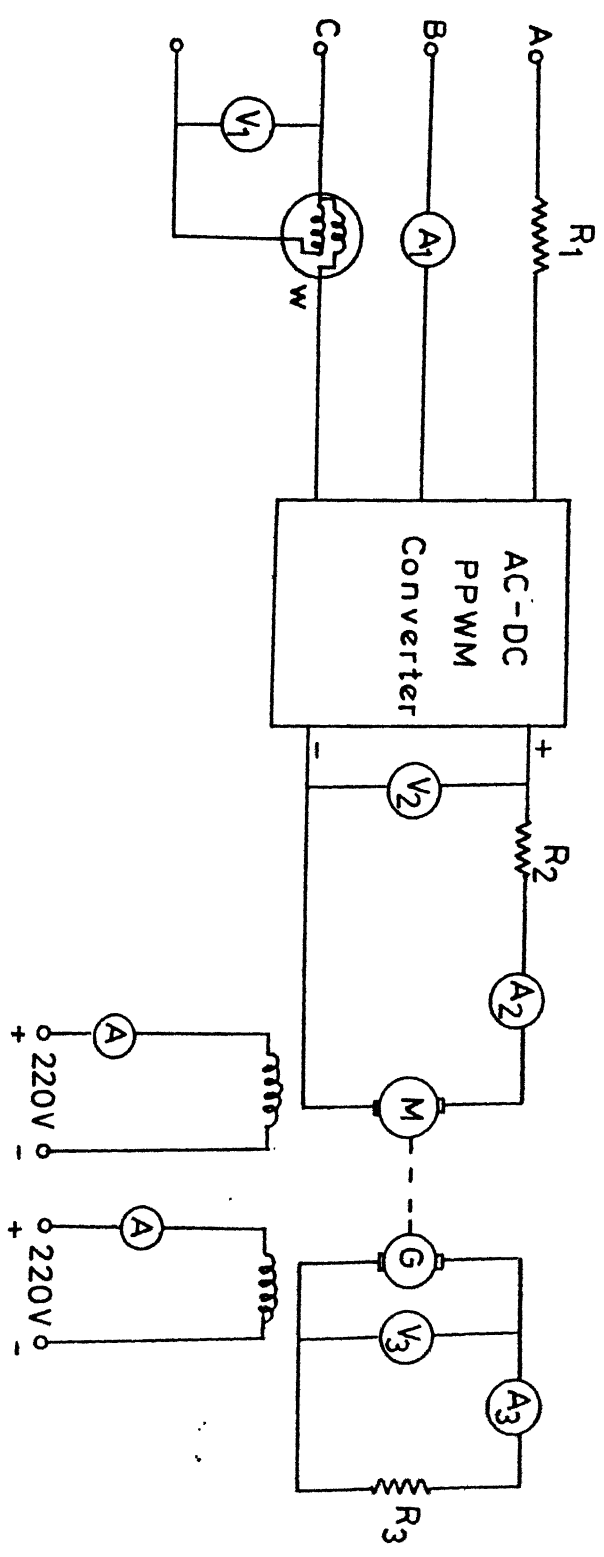 A
R1
B
A1
C
V1
W
AC-DC
PPWM
Converter
+
-
V2
R2
A2
M
G
V3
A3
R3
A
+ 220V -
A
+ 220V -